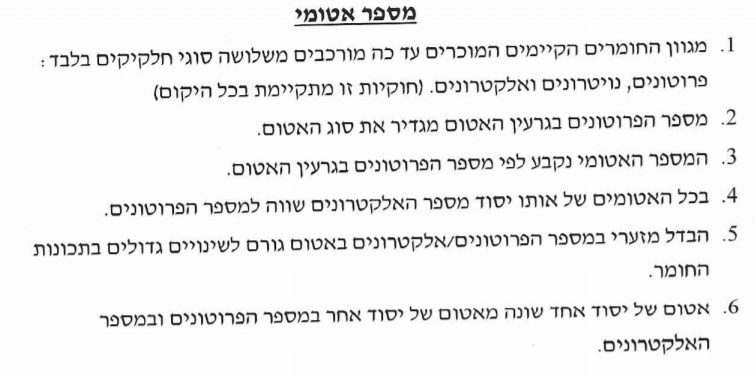 מספר אטומי
1. מגוון החומרים הקיימים המוכרים עד כה מורכבים משלושה סוגי חלקיקים בלבד:
פרוטונים, נויטרונים ואלקטרונים. (חוקיות זו מתקיימת בכל היקום)
2. מספר הפרוטונים בגרעין האטום מגדיר את סוג האטום.
3. המספר האטומי נקבע לפי מספר הפרוטונים בגרעין האטום.
4. בכל האטומים של אותו יסוד מספר האלקטרונים שווה למספר הפרוטונים.
5. הבדל מזערי במספר הפרוטונים/אלקטרונים באטום גורם לשינויים גדולים בתכונות
החומר.
6. אטום של יסוד אחד שונה מאטום של יסוד אחר במספר הפרוטונים ובמספר
האלקטרונים.